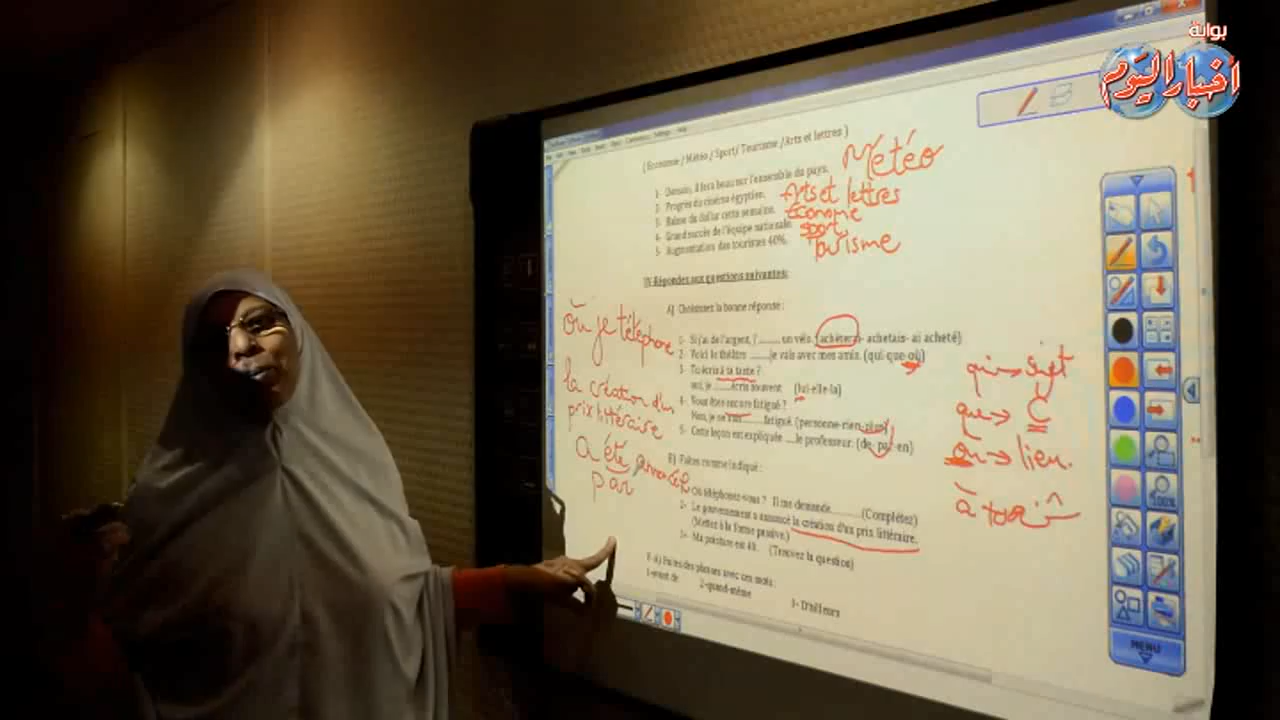 بوابة
اخبار اليوم
( Economie / Météo / Sport/ Tourisme /Arts et lettres )
1- Demain, il fera beau sur l'ensemble du pays. Météo
2- Progrès du cinéma égyptien. Arts et lettres
3- Baisse du dollar cette semaine. économie
4- Grand succès de l'équipe nationale. sport
5- Augmentation des touristes 40%. tourisme
IV-Répondez aux questions suivantes:
A) Choisissez la bonne réponse :
1- Si j'ai de l'argent, j'........ un vélo. (achèterai- achetais- ai acheté)
2- Voici le théâtre ......je vais avec mes amis. (qui-que-où)
3- Tu écris à ta tante ?
oui, je ......écris souvent (lui-elle-la)
4- Vous êtes encore fatigué ?
Non, je ne suis........fatigué. (personne-rien-plus)
5- Cette leçon est expliquée ....le professeur. (de- par-en)
B) Faites comme indiqué :
Où téléphonez-vous ? Il me demande.......... (Complétez)
2- Le gouvernement a annoncé la création d'un prix littéraire.
(Mettez à la forme passive.)
3- Ma pointure est 40. (Trouvez la question)
V-A) Faites des phrases avec ces mots :
1-avant de 2-quand-même 3- D'ailleurs
où je téléphone
la création d'un
prix littéraire
a été annoncée
par
qui→ sujet
que→ C
où→ lieu.
à toi
100%
MENU